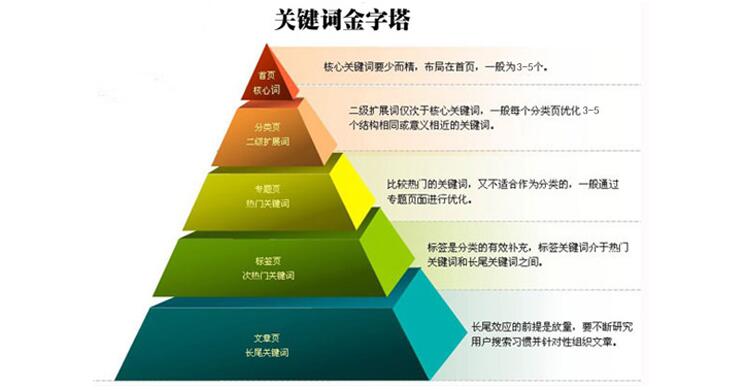 关键词金字塔
首页
核心词
核心关键词要少而精，布局在首页，一般为3-5个。
分类页
二级扩展词
二级扩展词仅次于核心关键词，一般每个分类页优化3-5
个结构相同或意义相近的关键词。
专题页
热门关键词
比较热门的关键词，又不适合作为分类的，一般通过
专题页面进行优化。
标签页
次热门关键词
标签是分类的有效补充，标签关键词介于热门
关键词和长尾关键词之间。
文章页
长尾关键词
长尾效应的前提是放量，要不断研究
用户搜索习惯并针对性组织文章。